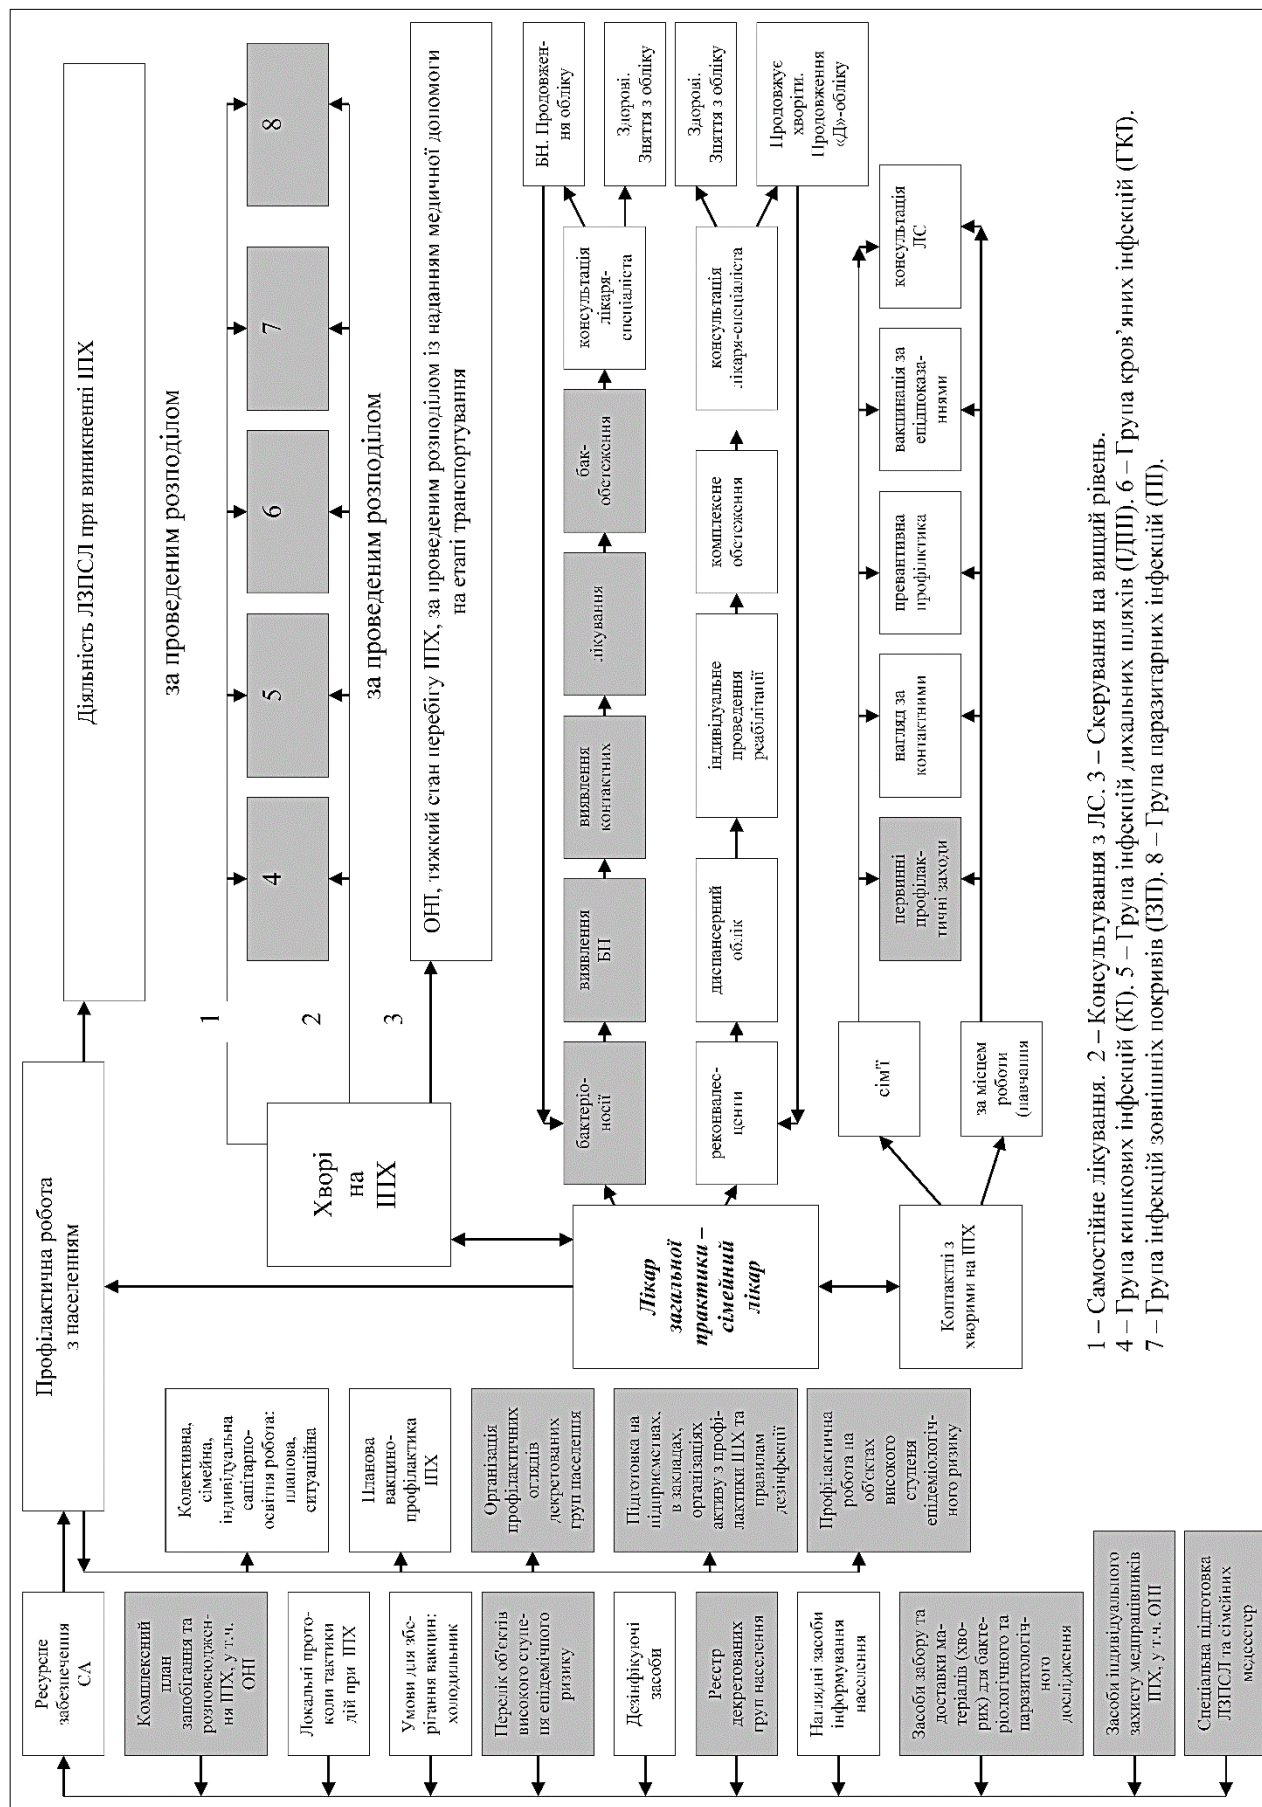 Ресурсне
забезпечення
СА
Комплексний
план
запобігання та
розповсюджен-
ня ІПХ, у т.ч.
ОНІ
Локальні прото-
коли тактики
дій при ІПХ
Умови для збе-
рігання вакцин:
холодильник
Перелік об'єктів
високого ступе-
ня епідемічного
ризику
Дезінфікуючі
засоби
Реєстр
декретованих
груп населення
Наглядні засоби
інформування
населення
Засоби забору та
доставки ма-
теріалів (хво-
рих) для бакте-
ріологічного та
паразитологіч-
ного
дослідження
Засоби індивідуального
захисту медпрацівників
ІПХ, у т.ч. ОНІ
Спеціальна підготовка
ЛЗПСЛ та сімейних
медсестер
Профілактична робота
з населенням
Колективна,
сімейна,
індивідуальна
санітарно-
освітня робота:
планова,
ситуаційна
Планова
вакцино-
профілактика
ІПХ
Організація
профілактичних
оглядів
декретованих
груп населення
Підготовка на
підприємствах,
в закладах,
організаціях
активу з профі-
лактики ІПХ та
правилам
дезінфекції
Профілактична
робота на
об'єктах
високого
ступеня
епідеміологіч-
ного ризику
Діяльність ЛЗПСЛ при виникненні ІПХ
за проведеним розподілом
1
4
5
6
7
8
2
за проведеним розподілом
3
Хворі
на
ІПХ
ОНІ, тяжкий стан перебігу ІПХ, за проведеним розподілом із наданням медичної допомоги
на етапі транспортування
Лікар
загальної
практики –
сімейний
лікар
бактеріо-
носії
виявлення
БН
виявлення
контактних
лікування
бак-
обстеження
консультація
лікаря-
спеціаліста
БН. Продовжен-
ня обліку
Здорові.
Зняття з обліку
реконвалес-
центи
диспансерний
облік
індивідуальне
проведення
реабілітації
комплексне
обстеження
консультація
лікаря-спеціаліста
Здорові.
Зняття з обліку
Продовжує
хворіти.
Продовження
«Д»-обліку
Контактні з
хворими на ІПХ
сім'ї
за місцем
роботи
(навчання
первинні
профілак-
тичні заходи
нагляд за
контактними
превантивна
профілактика
вакцинація за
епідпоказа-
ннями
консультація
ЛС
1 – Самостійне лікування. 2 – Консультування з ЛС. 3 – Скерування на вищий рівень.
4 – Група кишкових інфекцій (КІ). 5 – Група інфекцій дихальних шляхів (ІДШ). 6 – Група кров’яних інфекцій (ГКІ).
7 – Група інфекцій зовнішніх покривів (ІЗП). 8 – Група паразитарних інфекцій (ПІ).